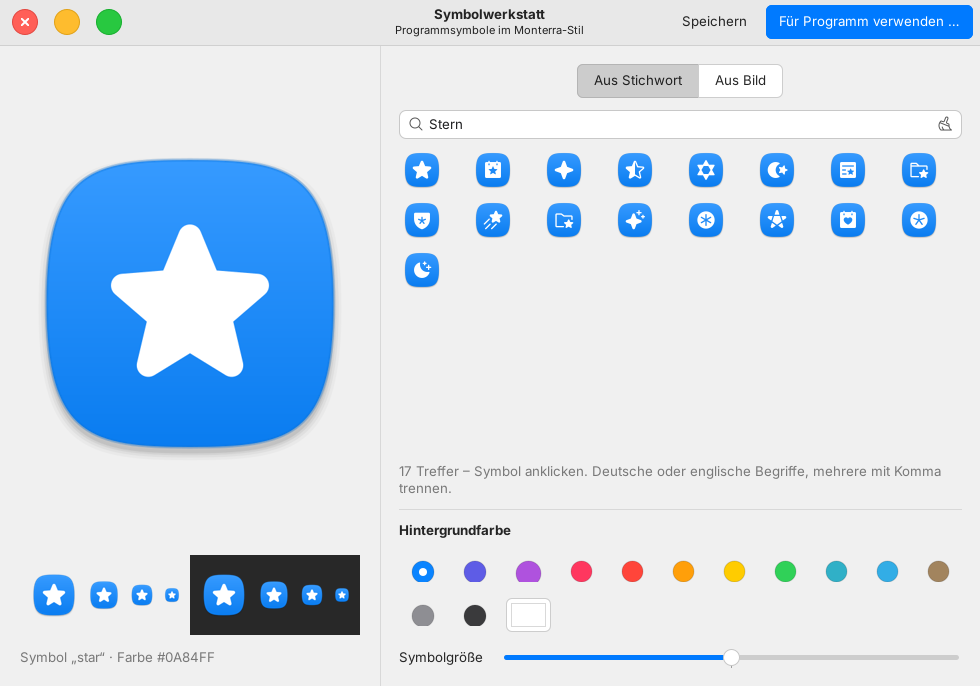 Symbolwerkstatt
Programmsymbole im Monterra-Stil
Speichern
Für Programm verwenden ...
Aus Stichwort
Aus Bild
Stern
17 Treffer – Symbol anklicken. Deutsche oder englische Begriffe, mehrere mit Komma
trennen.
Hintergrundfarbe
Symbolgröße
Symbol „star“ · Farbe #0A84FF